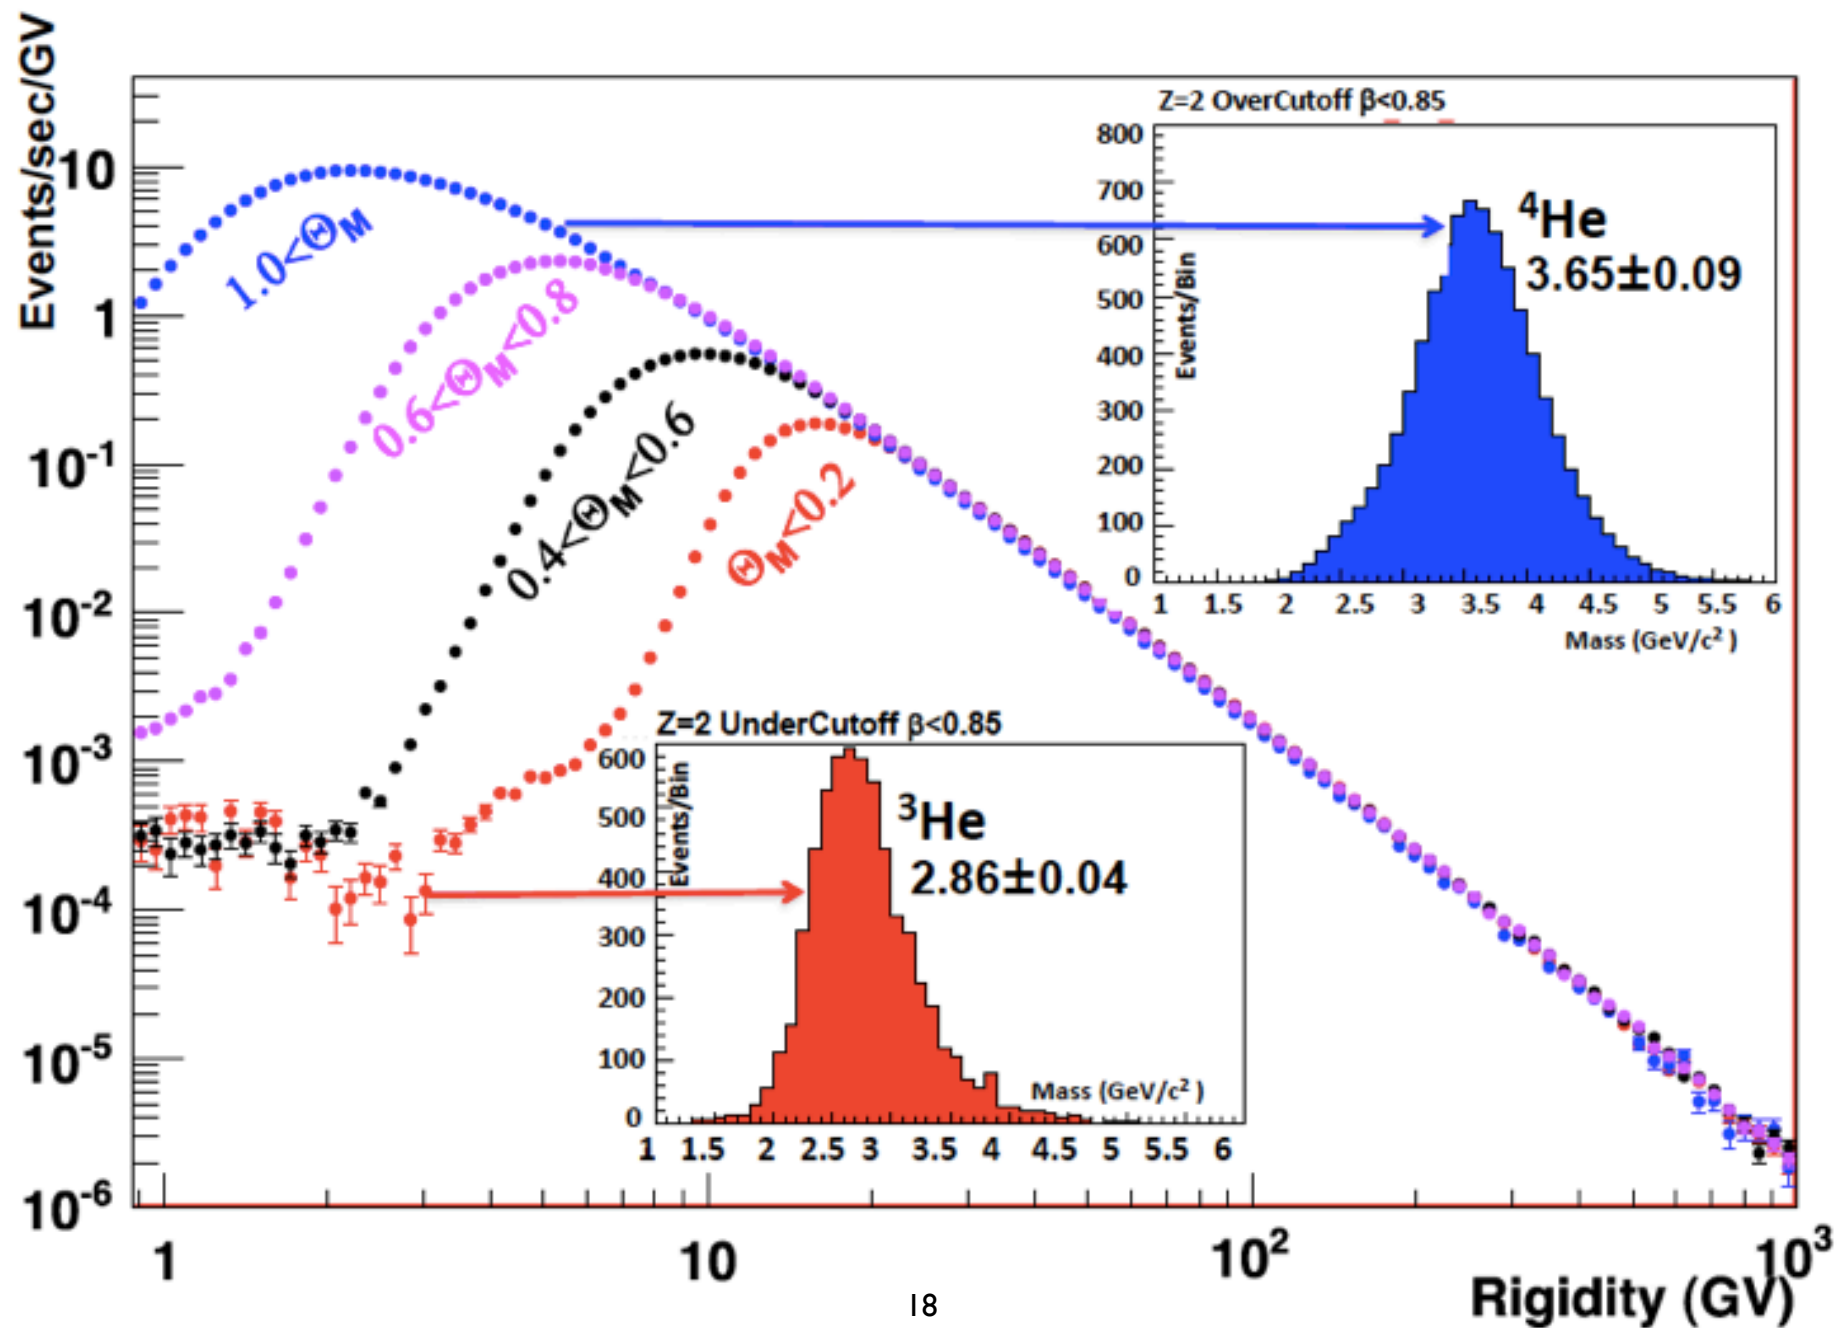 Events/sec/GV
10
1
10-1
10-2
10-3
10-4
10-5
10-6
1
10
10²
10³
Rigidity (GV)
1.0<ΘM
0.6<ΘM<0.8
0.4<ΘM<0.6
ΘM<0.2
Z=2 OverCutoff β<0.85
800
700
600
500
400
300
200
100
0
Events/Bin
4He
3.65±0.09
1 1.5 2 2.5 3 3.5 4 4.5 5 5.5 6
Mass (GeV/c²)
Z=2 UnderCutoff β<0.85
600
500
400
300
200
100
0
Events/Bin
3He
2.86±0.04
Mass (GeV/c²)
1 1.5 2 2.5 3 3.5 4 4.5 5 5.5 6
18